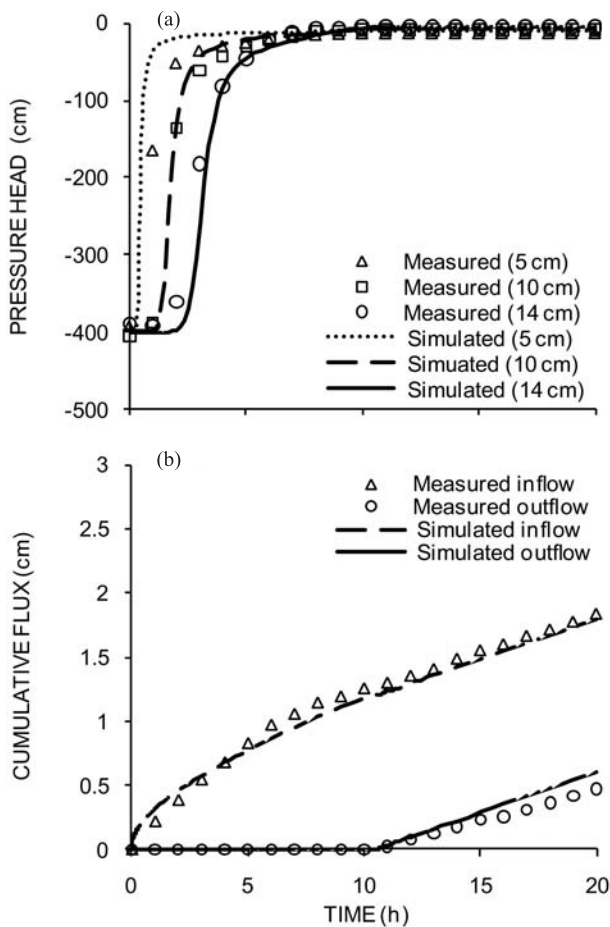 (a)
0
-100
-200
-300
-400
-500
PRESSURE HEAD (cm)
Measured (5 cm)
Measured (10 cm)
Measured (14 cm)
Simulated (5 cm)
Simuated (10 cm)
Simulated (14 cm)
(b)
3
2.5
2
1.5
1
0.5
0
CUMULATIVE FLUX (cm)
Measured inflow
Measured outflow
Simulated inflow
Simulated outflow
0 5 10 15 20
TIME (h)